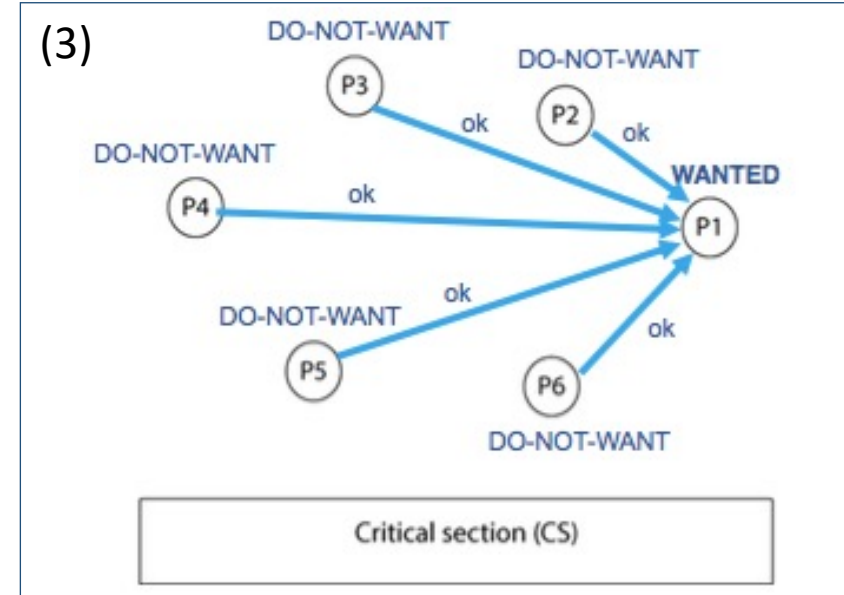 (3)
DO-NOT-WANT
P3
DO-NOT-WANT
P2
ok
ok
DO-NOT-WANT
P4
ok
WANTED
P1
DO-NOT-WANT
P5
ok
P6
ok
DO-NOT-WANT
Critical section (CS)